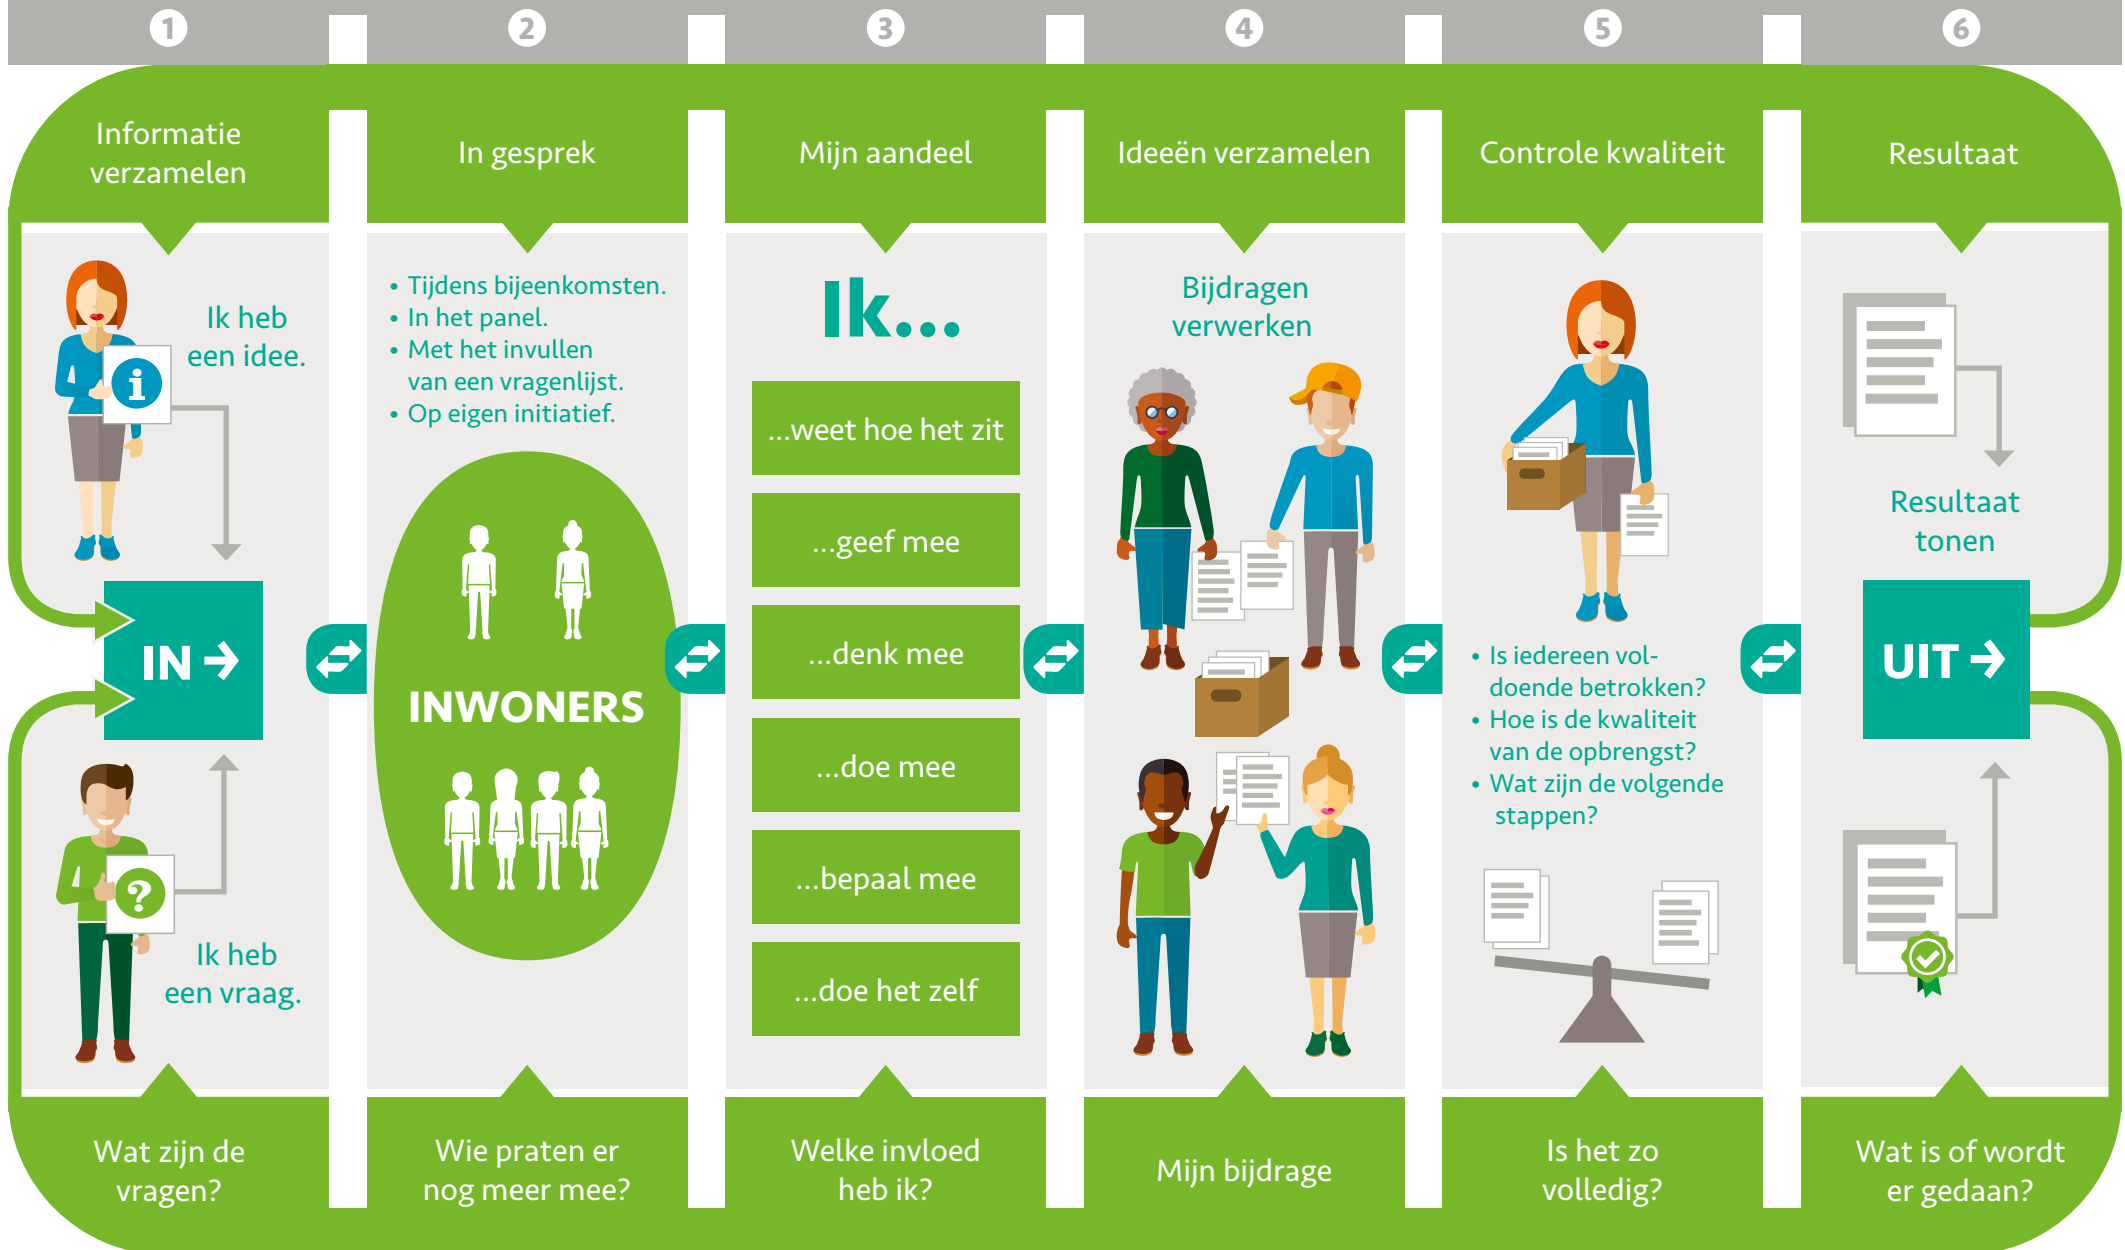 1
Informatie
verzamelen
Ik heb
een idee.
i
IN
?
Ik heb
een vraag.
Wat zijn de
vragen?
2
In gesprek
• Tijdens bijeenkomsten.
• In het panel.
• Met het invullen
van een vragenlijst.
• Op eigen initiatief.
INWONERS
Wie praten er
nog meer mee?
3
Mijn aandeel
Ik...
...weet hoe het zit
...geef mee
...denk mee
...doe mee
...bepaal mee
...doe het zelf
Welke invloed
heb ik?
4
Ideeën verzamelen
Bijdragen
verwerken
Mijn bijdrage
5
Controle kwaliteit
• Is iedereen vol-
doende betrokken?
• Hoe is de kwaliteit
van de opbrengst?
• Wat zijn de volgende
stappen?
Is het zo
volledig?
6
Resultaat
Resultaat
tonen
UIT
Wat is of wordt
er gedaan?